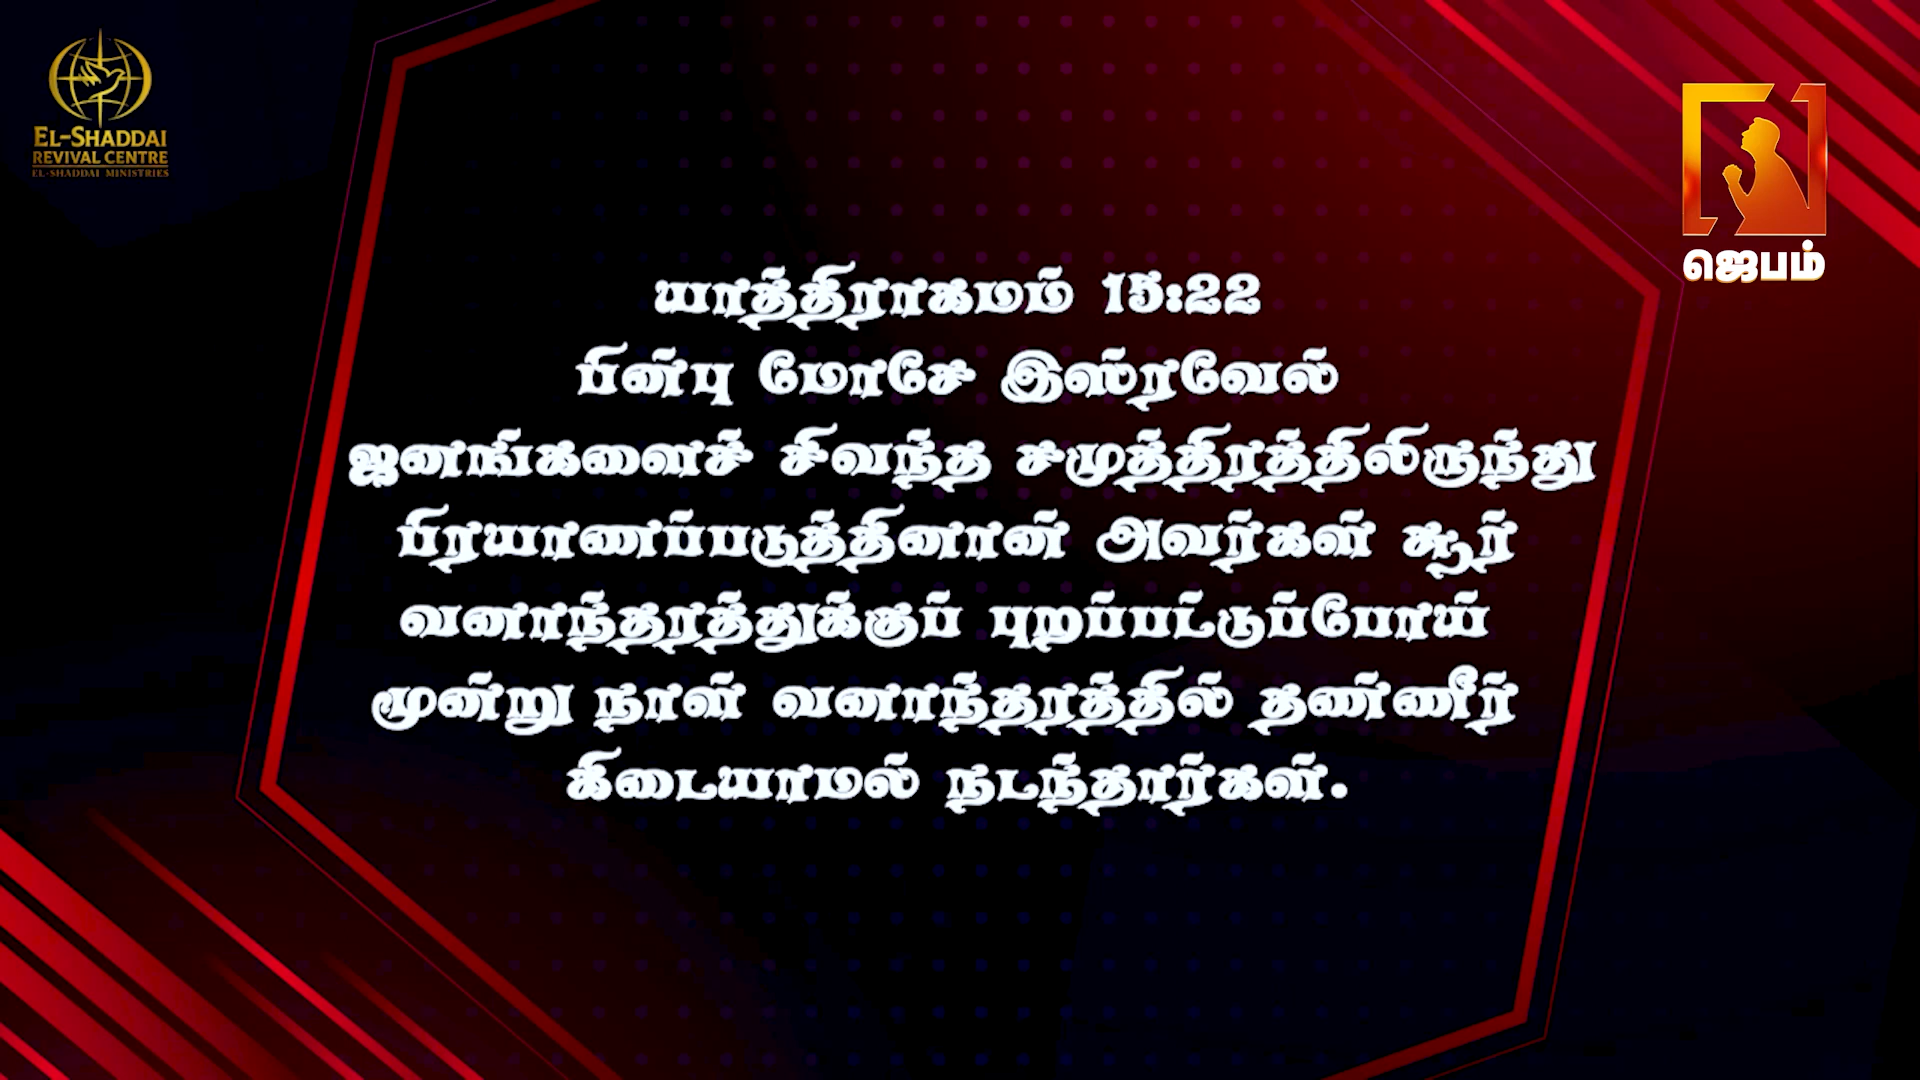 EL-SHADDAI
REVIVAL CENTRE
EL-SHADDAI MINISTRIES
ஜெபம்
யாத்திராகமம் 15:22
பின்பு மோசே இஸ்ரவேல்
ஜனங்களைச் சிவந்த சமுத்திரத்திலிருந்து
பிரயாணப்படுத்தினான் அவர்கள் சூர்
வனாந்தரத்துக்குப் புறப்பட்டுப்போய்
மூன்று நாள் வனாந்தரத்தில் தண்ணீர்
கிடையாமல் நடந்தார்கள்.